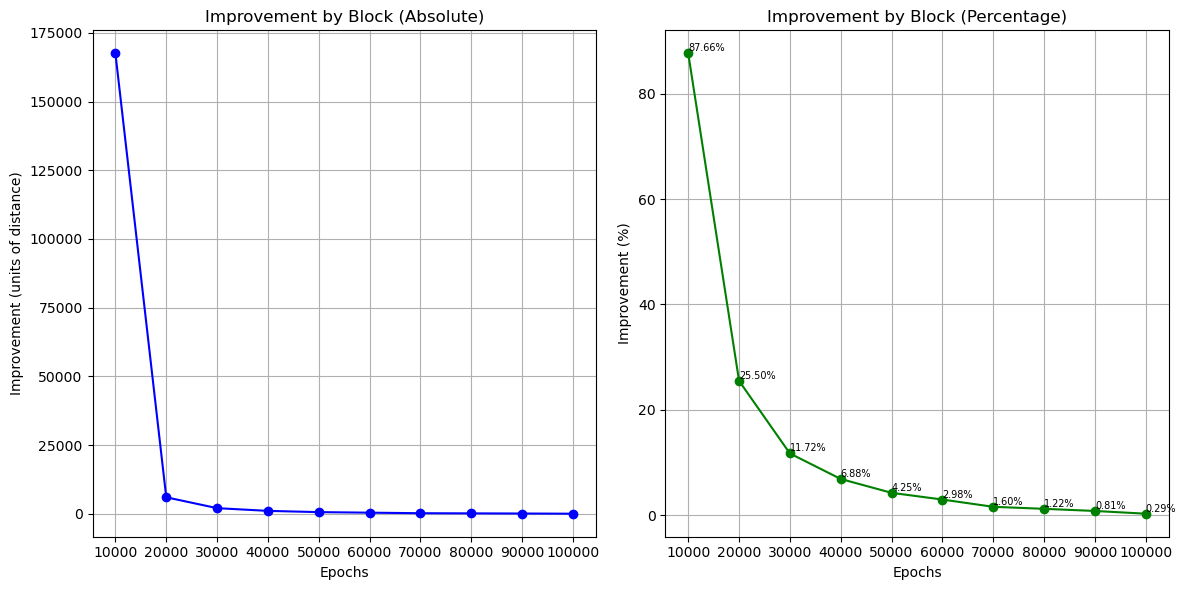 Improvement by Block (Absolute)
Improvement (units of distance)
175000
150000
125000
100000
75000
50000
25000
0
10000 20000 30000 40000 50000 60000 70000 80000 90000 100000
Epochs
Improvement by Block (Percentage)
Improvement (%)
80
60
40
20
0
87.66%
25.50%
11.72%
6.88%
4.25%
2.98%
1.60%
1.22%
0.81%
0.29%
10000 20000 30000 40000 50000 60000 70000 80000 90000 100000
Epochs